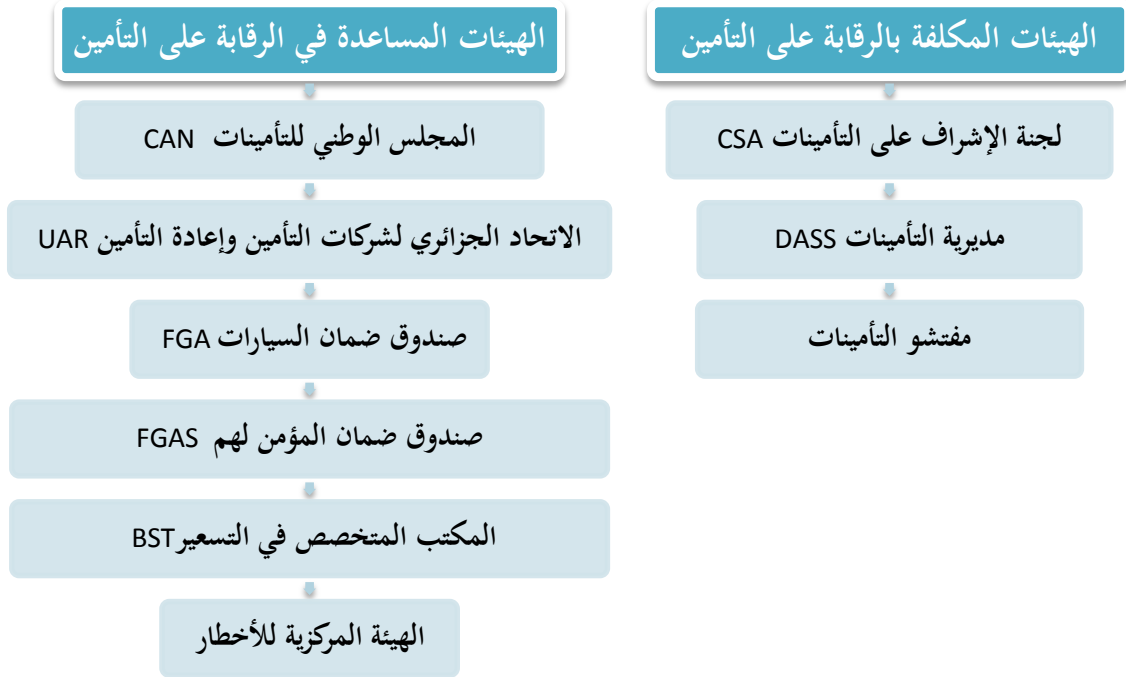 الهيئات المكلفة بالرقابة على التأمين
لجنة الإشراف على التأمينات CSA
مديرية التأمينات DASS
مفتشو التأمينات
الهيئات المساعدة في الرقابة على التأمين
المجلس الوطني للتأمينات CAN
الاتحاد الجزائري لشركات التأمين وإعادة التأمين UAR
صندوق ضمان السيارات FGA
صندوق ضمان المؤمن لهم FGAS
المكتب المتخصص في التسعير BST
الهيئة المركزية للأخطار